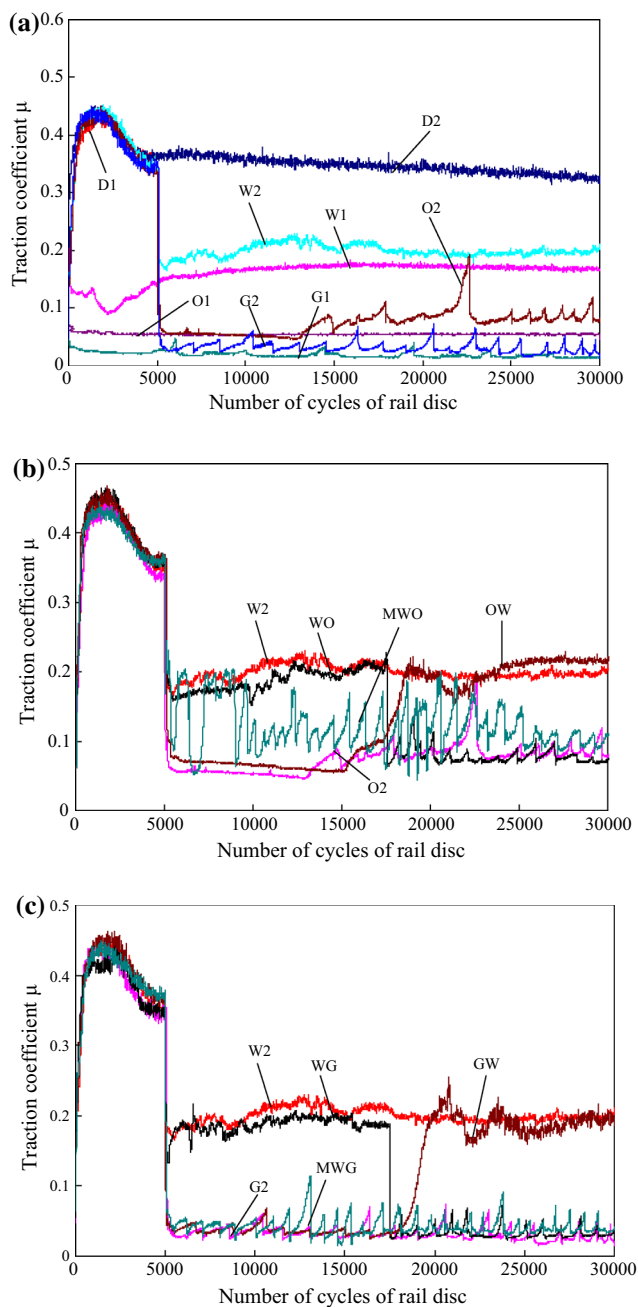 (a)
0.6
0.5
0.4
0.3
0.2
0.1
0
Traction coefficient μ
D2
D1
W2
W1
O2
O1
G2
G1
0
5000
10000
15000
20000
25000
30000
Number of cycles of rail disc
(b)
0.5
0.4
0.3
0.2
0.1
0
Traction coefficient μ
W2
WO
MWO
OW
O2
0
5000
10000
15000
20000
25000
30000
Number of cycles of rail disc
(c)
0.5
0.4
0.3
0.2
0.1
0
Traction coefficient μ
W2
WG
GW
G2
MWG
0
5000
10000
15000
20000
25000
30000
Number of cycles of rail disc